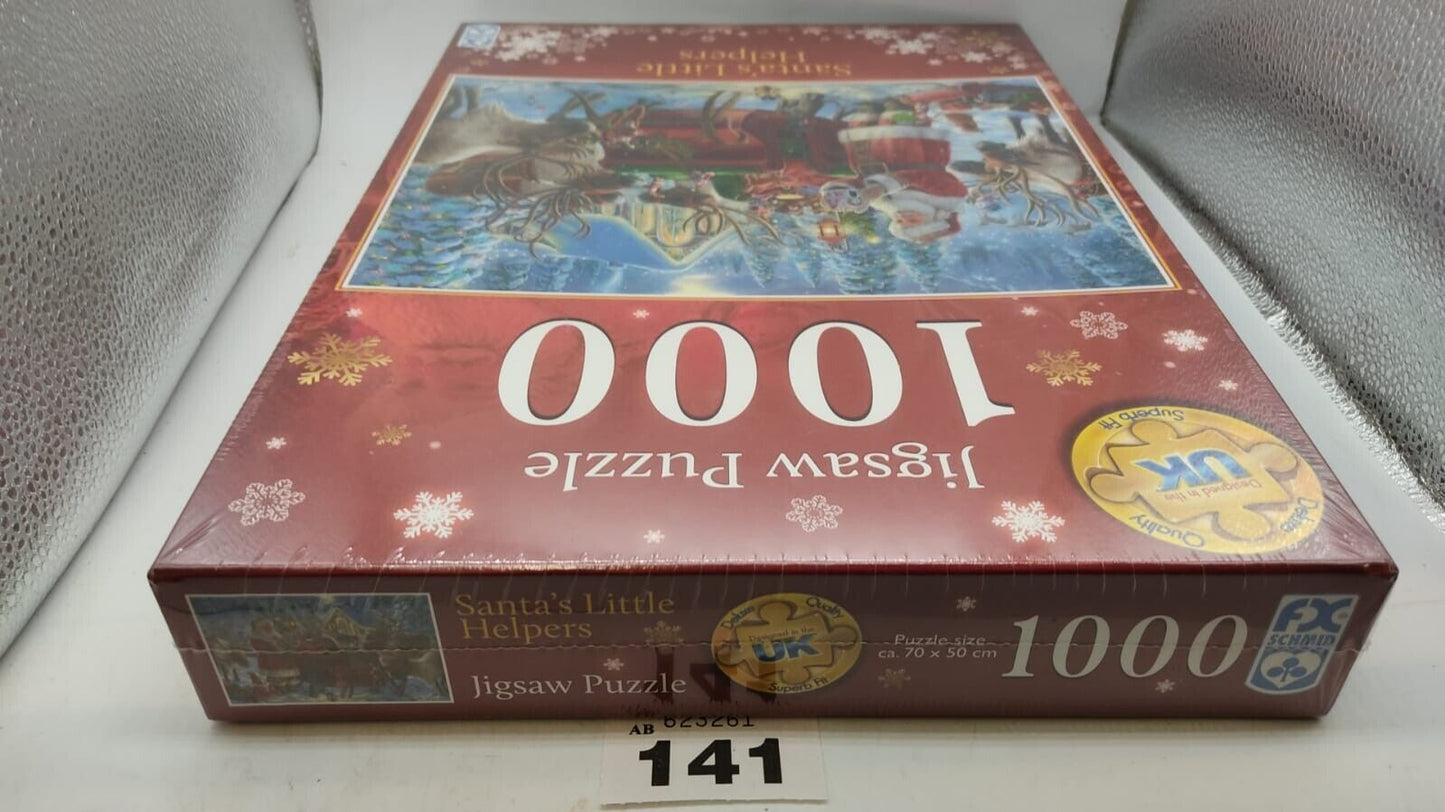 Santa's Little
Helpers
1000
Jigsaw Puzzle
Deluxe
Quality
Designed in the
UK
Superb Fit
Santa's Little
Helpers
Jigsaw Puzzle
Deluxe
Quality
Designed in the
UK
Superb Fit
Puzzle size
ca. 70 x 50 cm
1000
FX
SCHMID
AB 623261
141